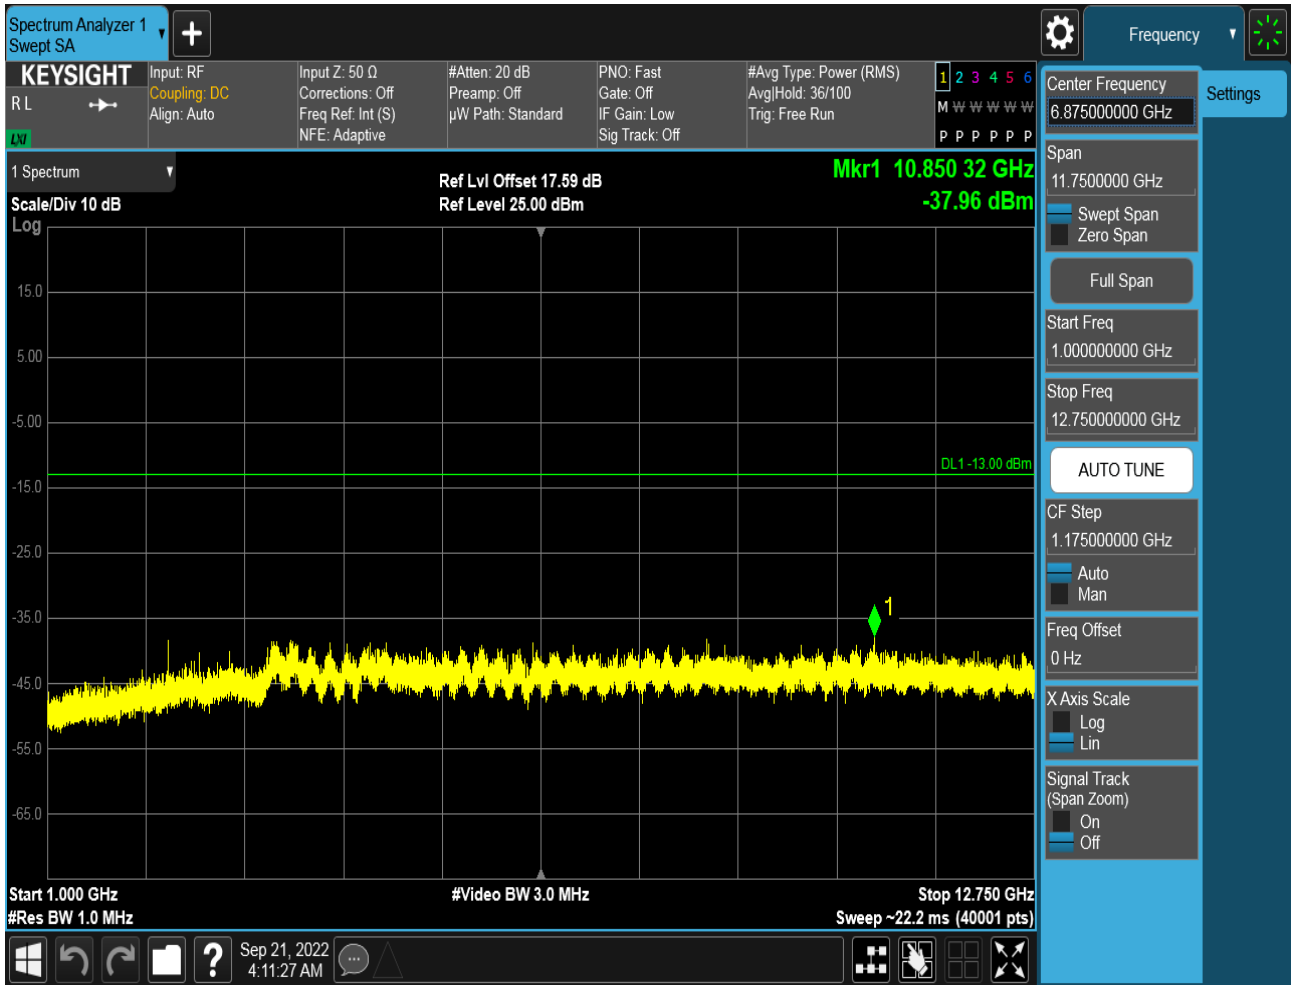 Spectrum Analyzer 1
Swept SA
Frequency
KEYSIGHT
R L
LXI
Input: RF
Coupling: DC
Align: Auto
Input Z: 50 Ω
Corrections: Off
Freq Ref: Int (S)
NFE: Adaptive
#Atten: 20 dB
Preamp: Off
µW Path: Standard
PNO: Fast
Gate: Off
IF Gain: Low
Sig Track: Off
#Avg Type: Power (RMS)
Avg|Hold: 36/100
Trig: Free Run
1 2 3 4 5 6
M W W W W W
P P P P P P
Center Frequency
6.875000000 GHz
Settings
Span
11.7500000 GHz
Swept Span
Zero Span
Full Span
Start Freq
1.000000000 GHz
Stop Freq
12.750000000 GHz
AUTO TUNE
CF Step
1.175000000 GHz
Auto
Man
Freq Offset
0 Hz
X Axis Scale
Log
Lin
Signal Track
(Span Zoom)
On
Off
1 Spectrum
Scale/Div 10 dB
Log
Ref Lvl Offset 17.59 dB
Ref Level 25.00 dBm
Mkr1 10.850 32 GHz
-37.96 dBm
15.0
5.00
-5.00
DL1 -13.00 dBm
-15.0
-25.0
-35.0
1
-45.0
-55.0
-65.0
Start 1.000 GHz
#Video BW 3.0 MHz
Stop 12.750 GHz
#Res BW 1.0 MHz
Sweep ~22.2 ms (40001 pts)
?
Sep 21, 2022
4:11:27 AM